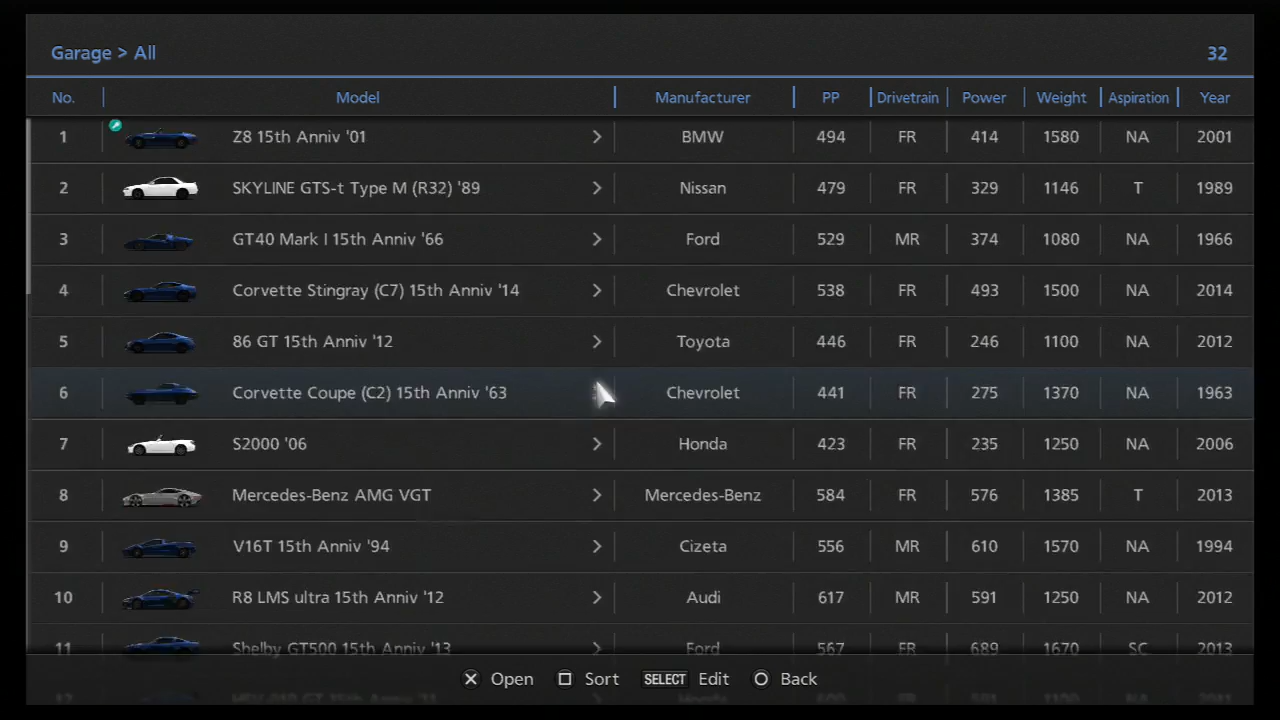 Garage > All 32
No. Model Manufacturer PP Drivetrain Power Weight Aspiration Year
1 Z8 15th Anniv '01 BMW 494 FR 414 1580 NA 2001
2 SKYLINE GTS-t Type M (R32) '89 Nissan 479 FR 329 1146 T 1989
3 GT40 Mark I 15th Anniv '66 Ford 529 MR 374 1080 NA 1966
4 Corvette Stingray (C7) 15th Anniv '14 Chevrolet 538 FR 493 1500 NA 2014
5 86 GT 15th Anniv '12 Toyota 446 FR 246 1100 NA 2012
6 Corvette Coupe (C2) 15th Anniv '63 Chevrolet 441 FR 275 1370 NA 1963
7 S2000 '06 Honda 423 FR 235 1250 NA 2006
8 Mercedes-Benz AMG VGT Mercedes-Benz 584 FR 576 1385 T 2013
9 V16T 15th Anniv '94 Cizeta 556 MR 610 1570 NA 1994
10 R8 LMS ultra 15th Anniv '12 Audi 617 MR 591 1250 NA 2012
11 Shelby GT500 15th Anniv '13 Ford 567 FR 689 1670 SC 2013
Open Sort SELECT Edit Back